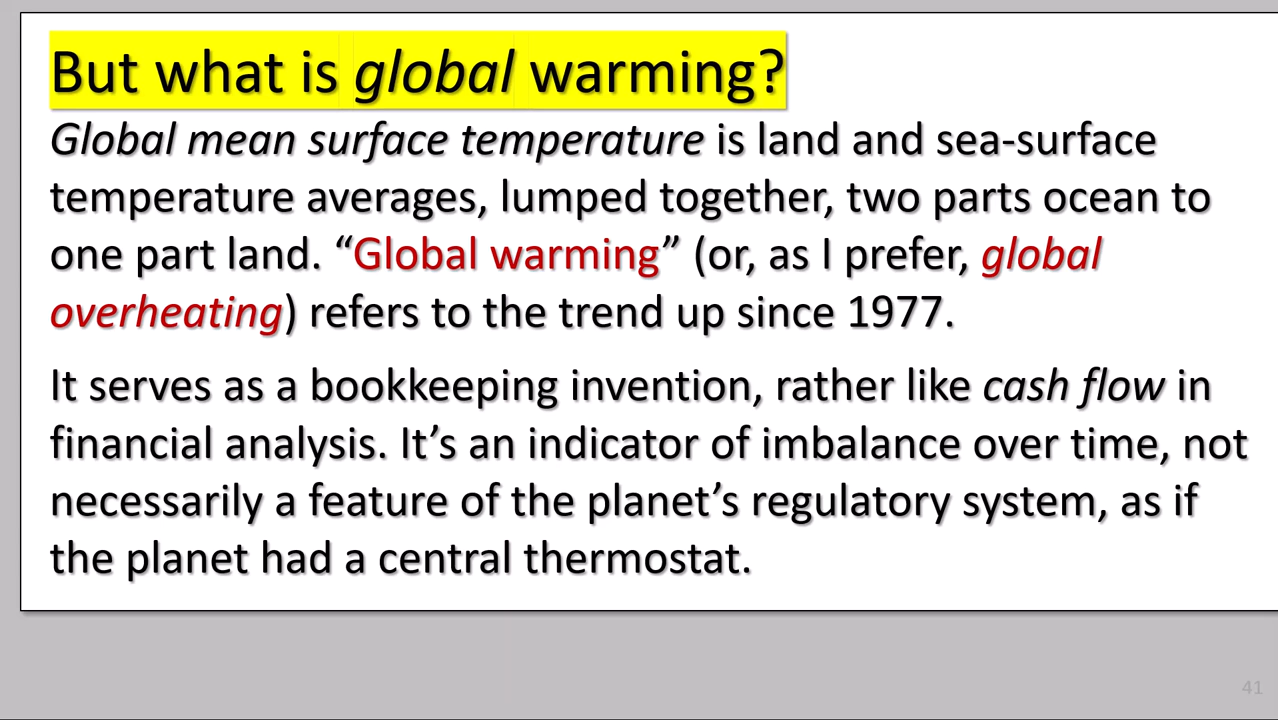 But what is global warming?
Global mean surface temperature is land and sea-surface
temperature averages, lumped together, two parts ocean to
one part land. “Global warming” (or, as I prefer, global
overheating) refers to the trend up since 1977.
It serves as a bookkeeping invention, rather like cash flow in
financial analysis. It’s an indicator of imbalance over time, not
necessarily a feature of the planet’s regulatory system, as if
the planet had a central thermostat.
41